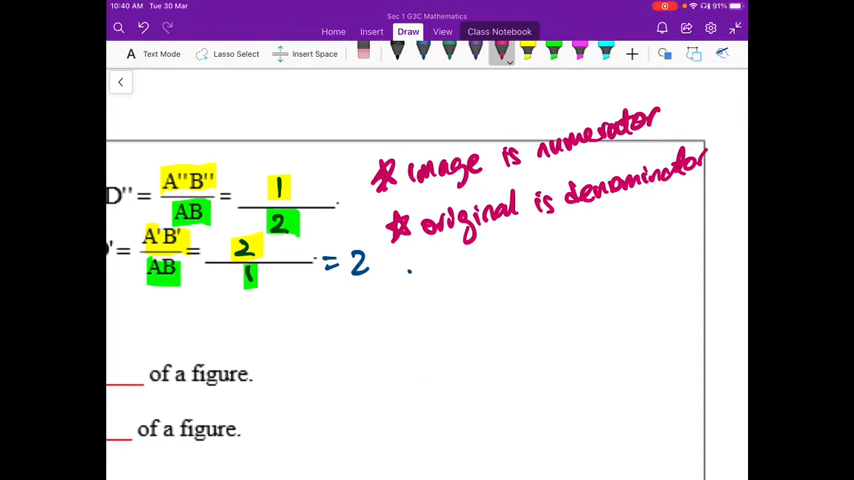 10:40 AM Tue 30 Mar
91%
Sec 1 G3C Mathematics
Home Insert Draw View Class Notebook
A Text Mode Lasso Select Insert Space
* image is numerator
* original is denominator
D'' = A''B'' / AB = 1 / 2
' = A'B' / AB = 2 / 1 = 2
of a figure.
of a figure.